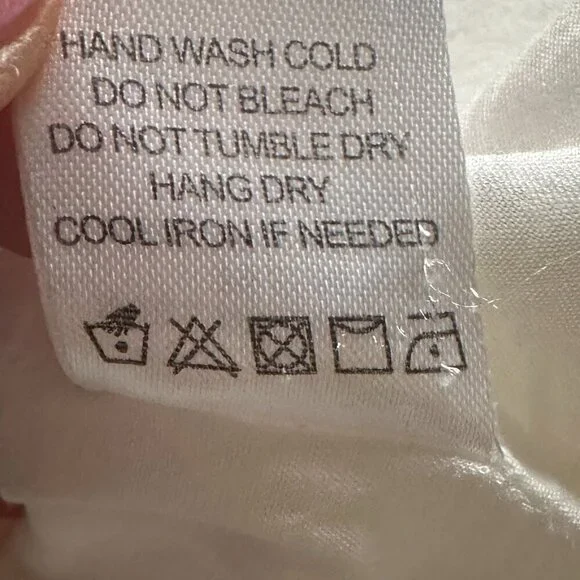 HAND WASH COLD
DO NOT BLEACH
DO NOT TUMBLE DRY
HANG DRY
COOL IRON IF NEEDED